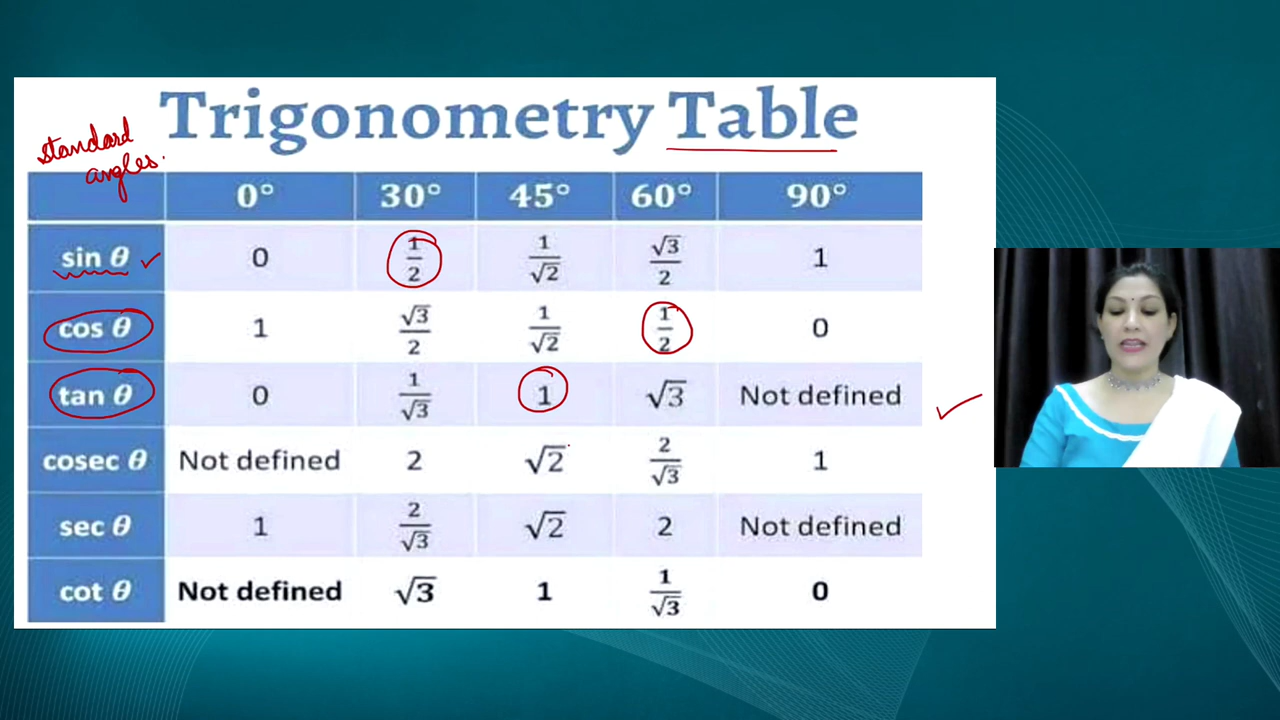 Trigonometry Table
standard
angles.
0° 30° 45° 60° 90°
sin θ 0 1/2 1/√2 √3/2 1
cos θ 1 √3/2 1/√2 1/2 0
tan θ 0 1/√3 1 √3 Not defined
cosec θ Not defined 2 √2 2/√3 1
sec θ 1 2/√3 √2 2 Not defined
cot θ Not defined √3 1 1/√3 0